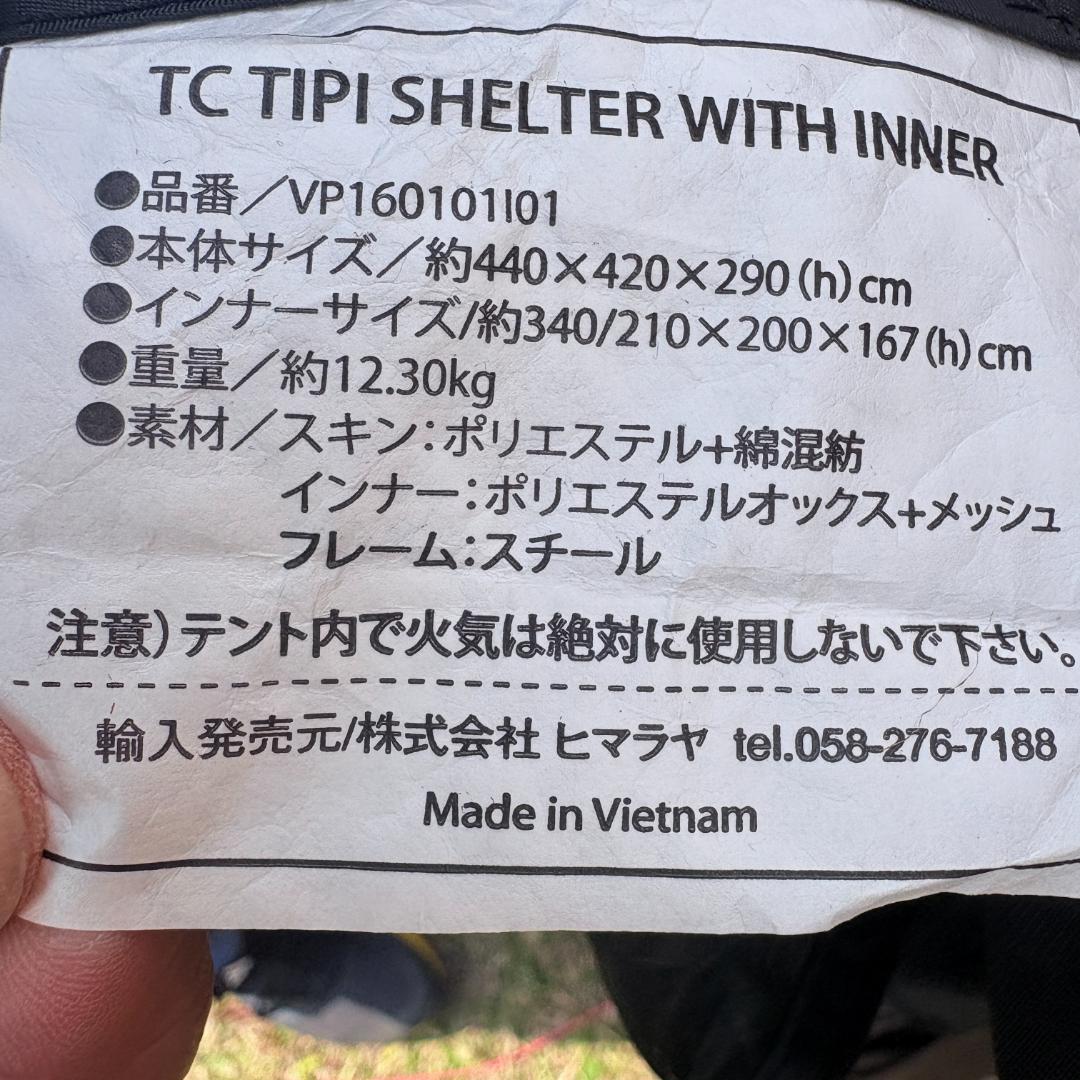 TC TIPI SHELTER WITH INNER
●品番／VP160101I01
●本体サイズ／約440×420×290(h)cm
●インナーサイズ/約340/210×200×167(h)cm
●重量／約12.30kg
●素材／スキン:ポリエステル+綿混紡
インナー:ポリエステルオックス+メッシュ
フレーム:スチール
注意)テント内で火気は絶対に使用しないで下さい。
輸入発売元/株式会社 ヒマラヤ tel.058-276-7188
Made in Vietnam